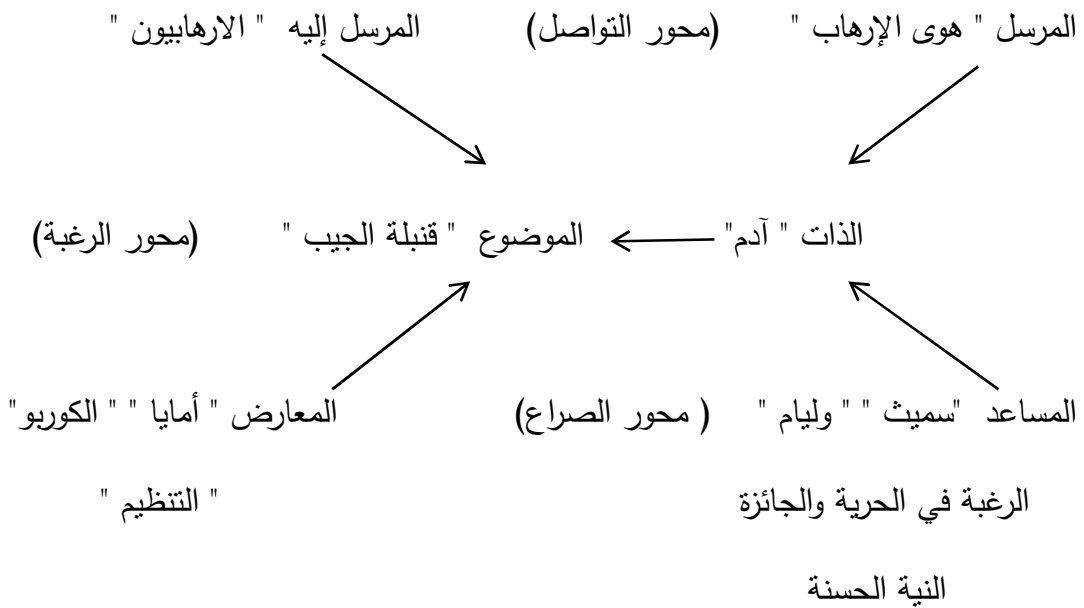 المرسل " هوى الإرهاب " (محور التواصل) المرسل إليه " الارهابيون "
الذات " آدم" الموضوع " قنبلة الجيب " (محور الرغبة)
المساعد "سميث " " وليام " ( محور الصراع) المعارض " أمايا " " الكوربو "
الرغبة في الحرية والجائزة " التنظيم "
النية الحسنة